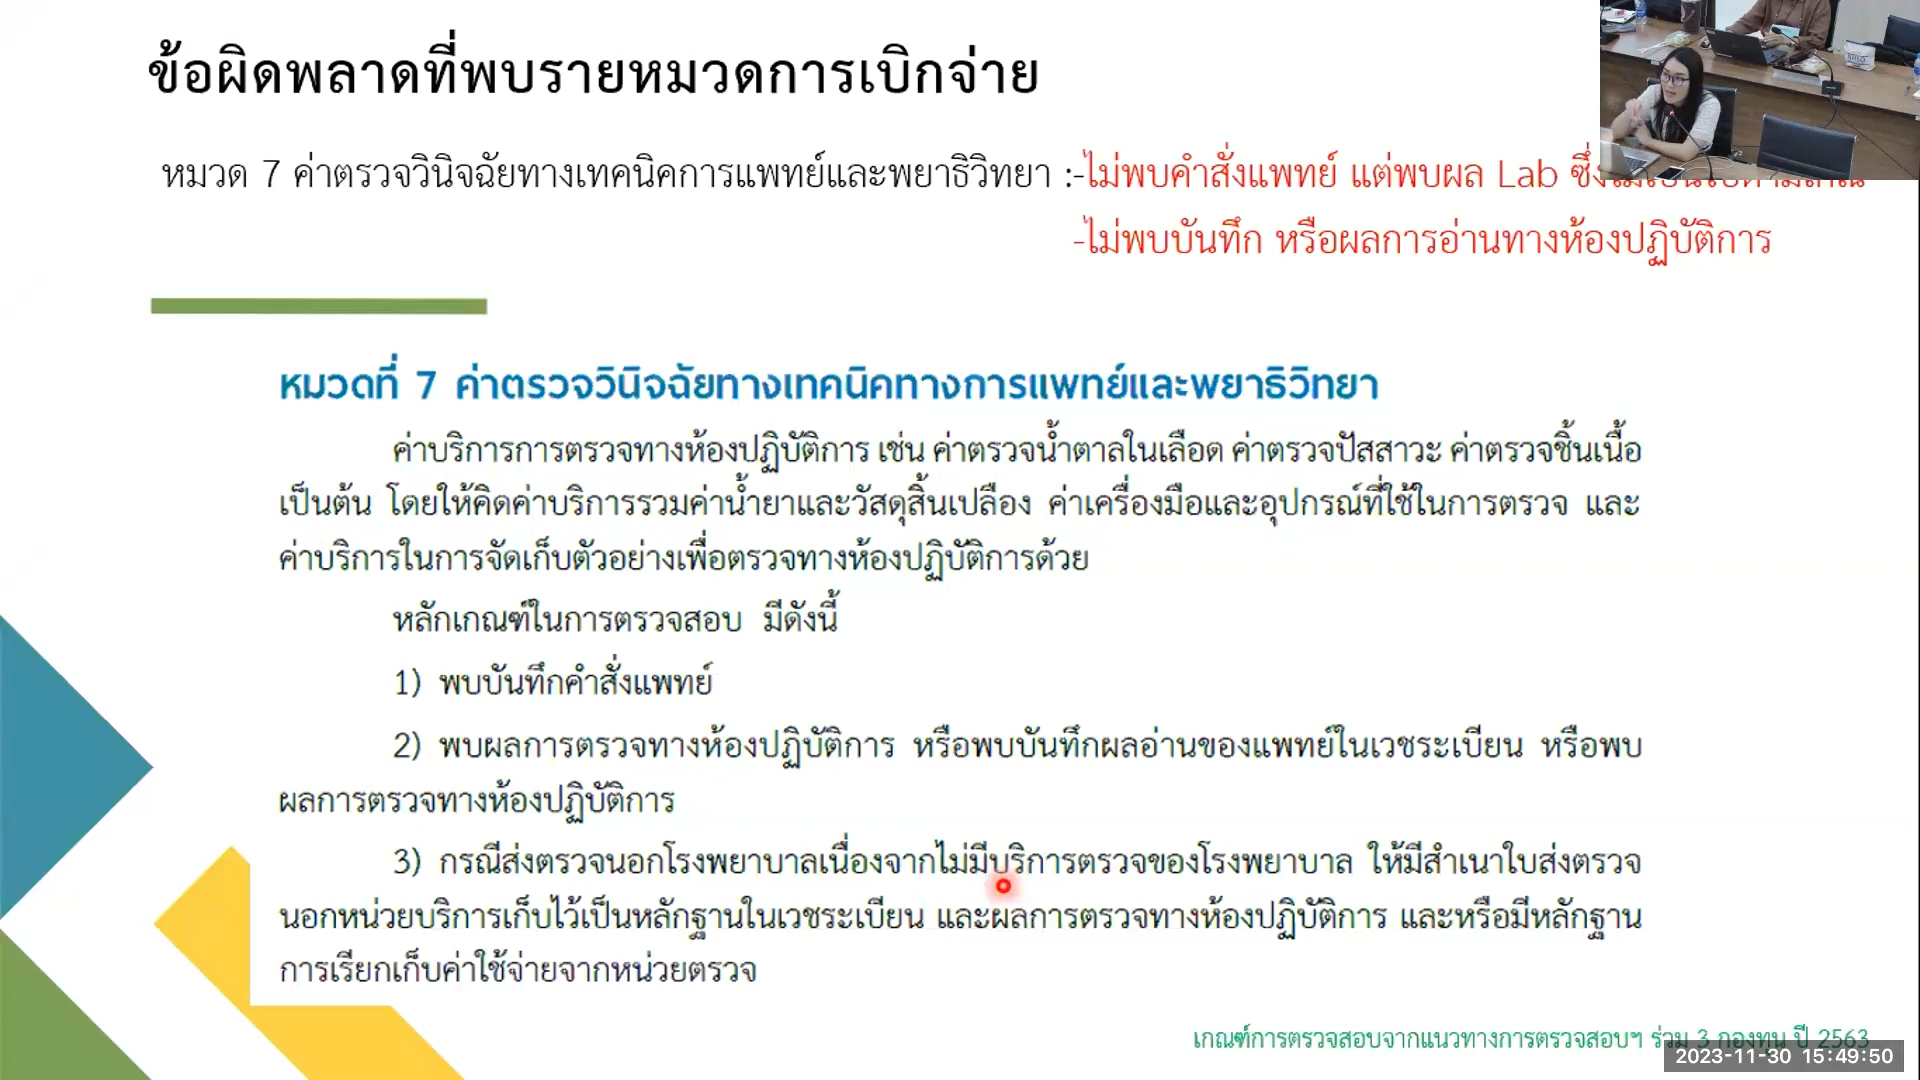 ข้อผิดพลาดที่พบรายหมวดการเบิกจ่าย
หมวด 7 ค่าตรวจวินิจฉัยทางเทคนิคการแพทย์และพยาธิวิทยา :-ไม่พบคำสั่งแพทย์ แต่พบผล Lab
-ไม่พบบันทึก หรือผลการอ่านทางห้องปฏิบัติการ
หมวดที่ 7 ค่าตรวจวินิจฉัยทางเทคนิคทางการแพทย์และพยาธิวิทยา
ค่าบริการการตรวจทางห้องปฏิบัติการ เช่น ค่าตรวจน้ำตาลในเลือด ค่าตรวจปัสสาวะ ค่าตรวจชิ้นเนื้อ
เป็นต้น โดยให้คิดค่าบริการรวมค่าน้ำยาและวัสดุสิ้นเปลือง ค่าเครื่องมือและอุปกรณ์ที่ใช้ในการตรวจ และ
ค่าบริการในการจัดเก็บตัวอย่างเพื่อตรวจทางห้องปฏิบัติการด้วย
หลักเกณฑ์ในการตรวจสอบ มีดังนี้
1) พบบันทึกคำสั่งแพทย์
2) พบผลการตรวจทางห้องปฏิบัติการ หรือพบบันทึกผลอ่านของแพทย์ในเวชระเบียน หรือพบ
ผลการตรวจทางห้องปฏิบัติการ
3) กรณีส่งตรวจนอกโรงพยาบาลเนื่องจากไม่มีบริการตรวจของโรงพยาบาล ให้มีสำเนาใบส่งตรวจ
นอกหน่วยบริการเก็บไว้เป็นหลักฐานในเวชระเบียน และผลการตรวจทางห้องปฏิบัติการ และหรือมีหลักฐาน
การเรียกเก็บค่าใช้จ่ายจากหน่วยตรวจ
เกณฑ์การตรวจสอบจากแนวทางการตรวจสอบฯ ร่วม 3 กองทุน ปี 2563
2023-11-30 15:49:50